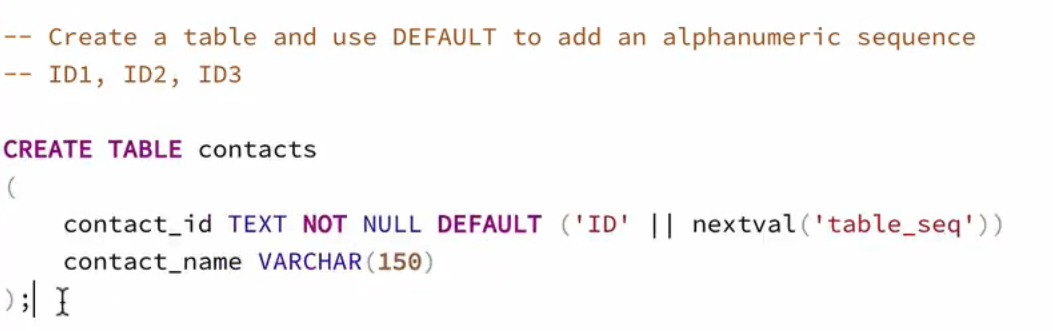 -- Create a table and use DEFAULT to add an alphanumeric sequence
-- ID1, ID2, ID3
CREATE TABLE contacts
(
contact_id TEXT NOT NULL DEFAULT ('ID' || nextval('table_seq'))
contact_name VARCHAR(150)
);